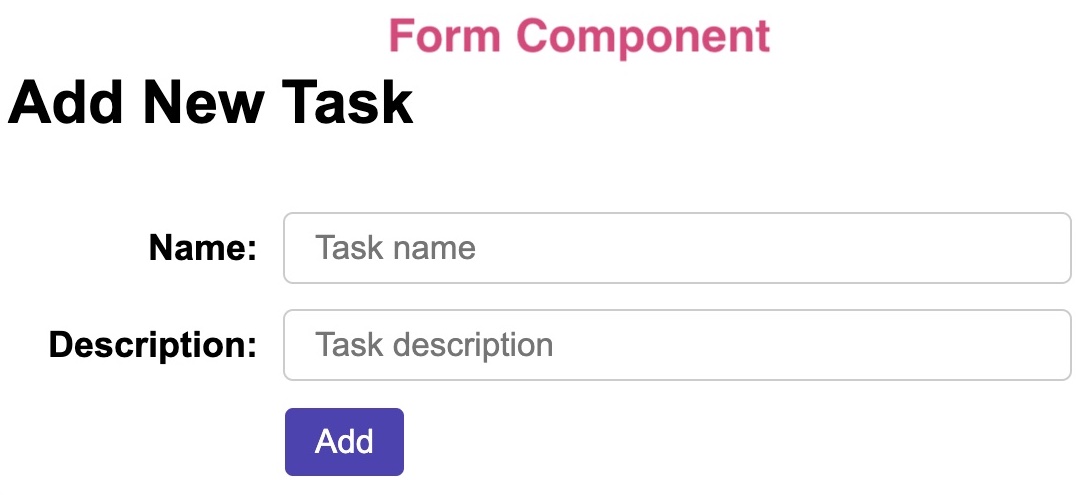 Form Component
Add New Task
Name: Task name
Description: Task description
Add